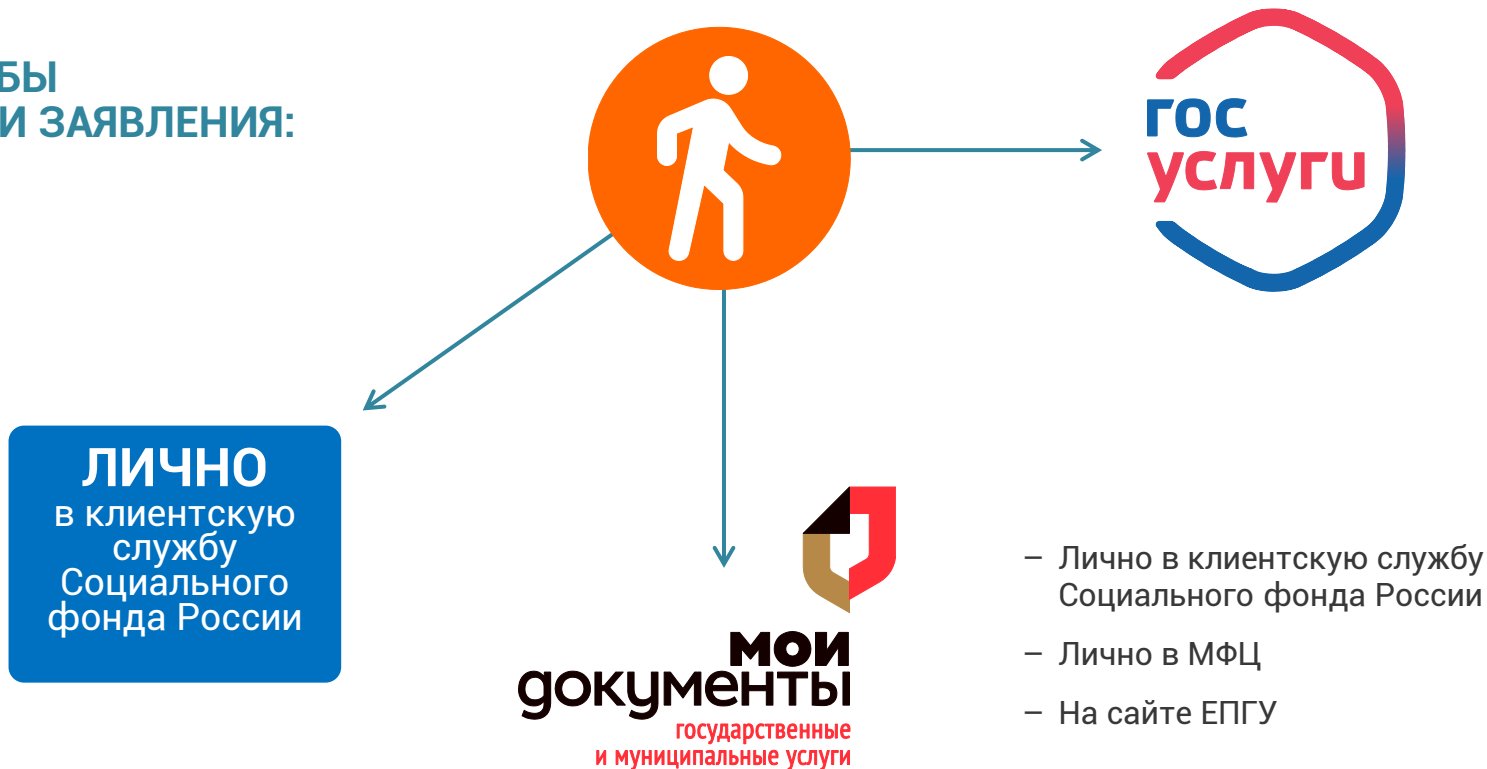 БЫ
И ЗАЯВЛЕНИЯ:
гос
услуги
ЛИЧНО
в клиентскую
службу
Социального
фонда России
мои
документы
государственные
и муниципальные услуги
– Лично в клиентскую службу
Социального фонда России
– Лично в МФЦ
– На сайте ЕПГУ